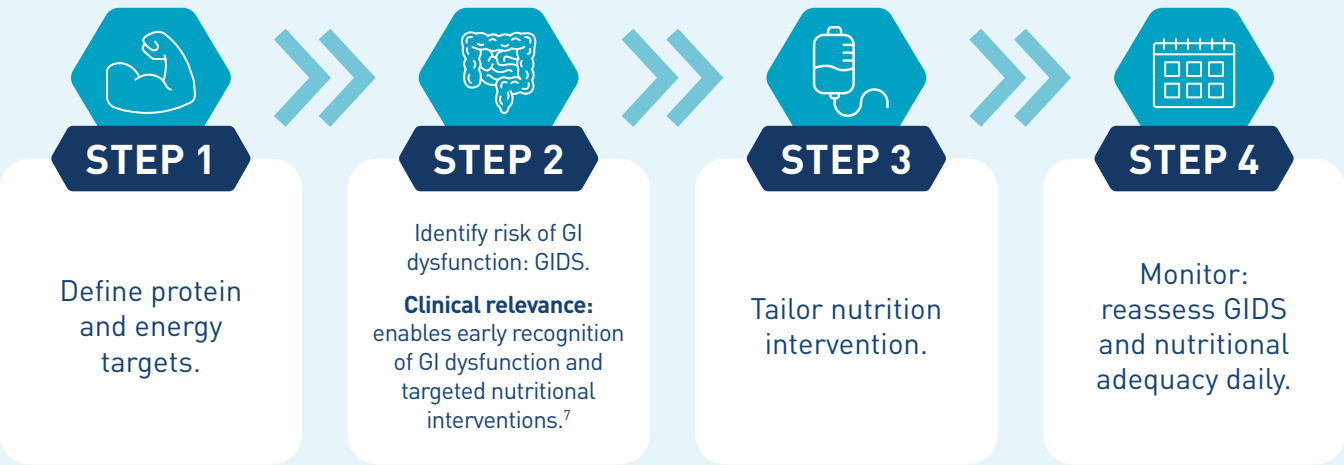 STEP 1
Define protein
and energy
targets.
STEP 2
Identify risk of GI
dysfunction: GIDS.
Clinical relevance:
enables early recognition
of GI dysfunction and
targeted nutritional
interventions.7
STEP 3
Tailor nutrition
intervention.
STEP 4
Monitor:
reassess GIDS
and nutritional
adequacy daily.